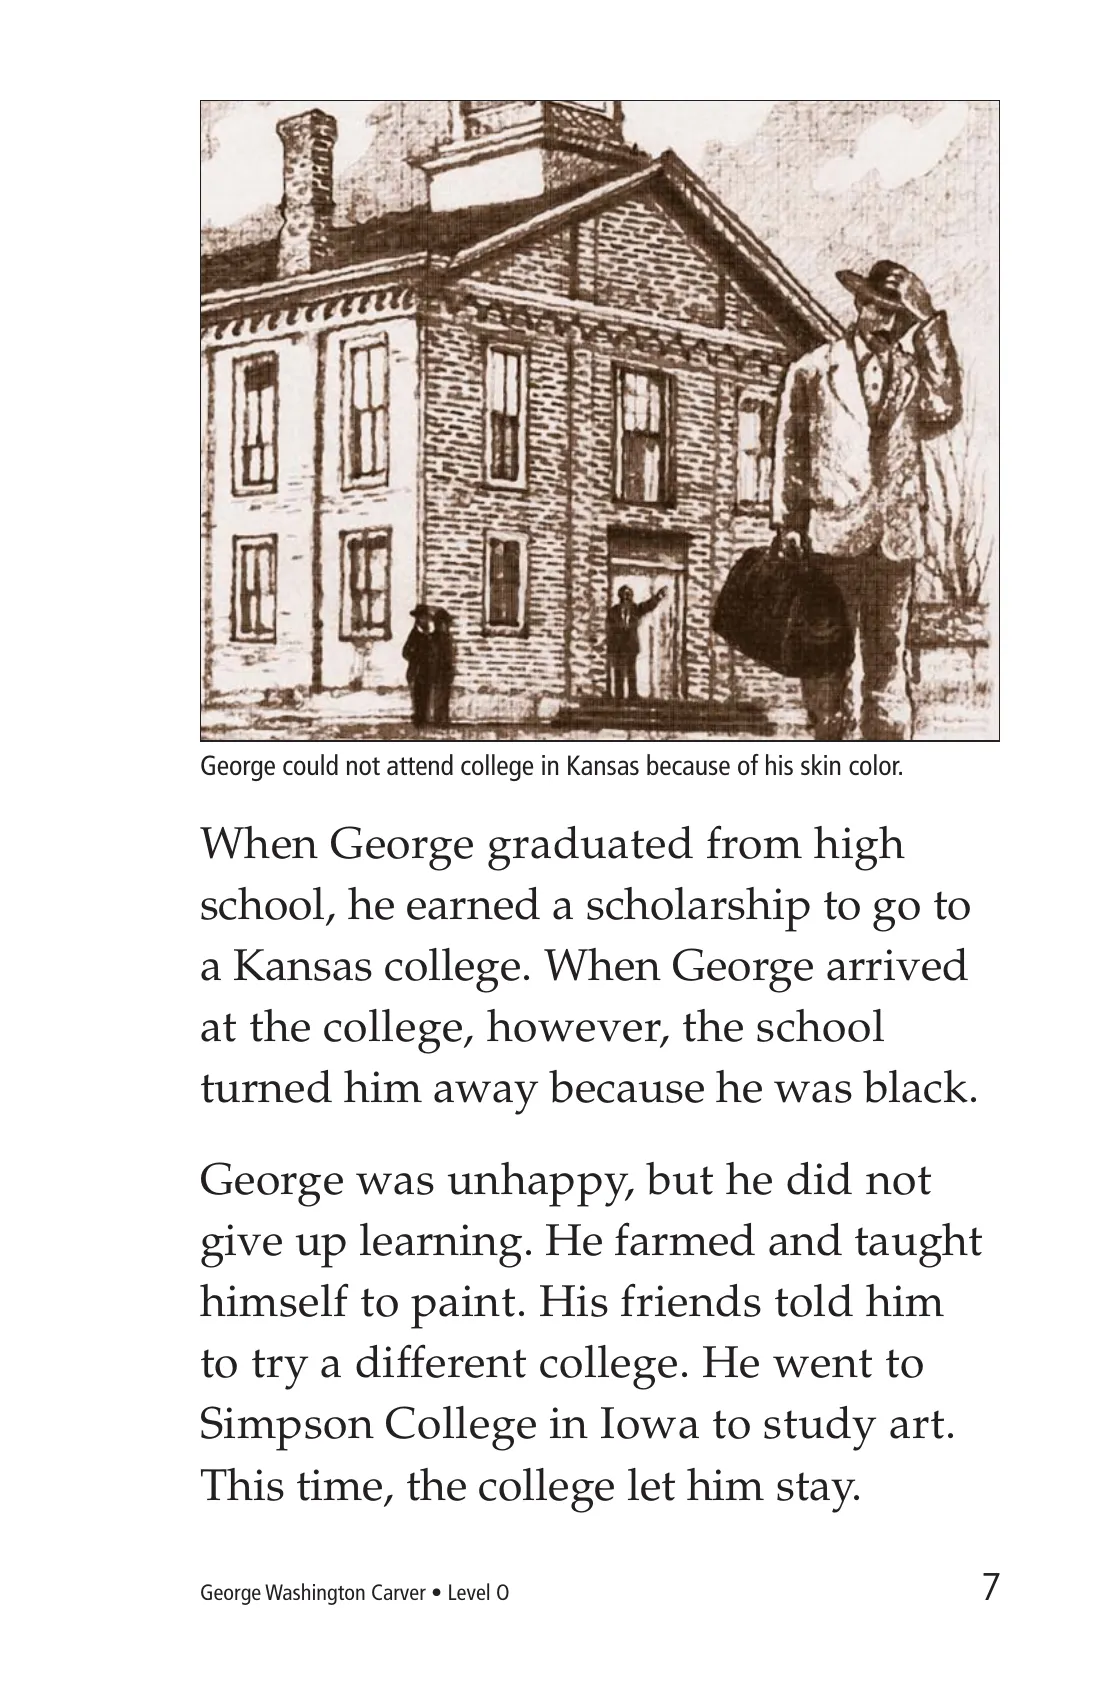 George could not attend college in Kansas because of his skin color.
When George graduated from high
school, he earned a scholarship to go to
a Kansas college. When George arrived
at the college, however, the school
turned him away because he was black.
George was unhappy, but he did not
give up learning. He farmed and taught
himself to paint. His friends told him
to try a different college. He went to
Simpson College in Iowa to study art.
This time, the college let him stay.
George Washington Carver • Level O
7